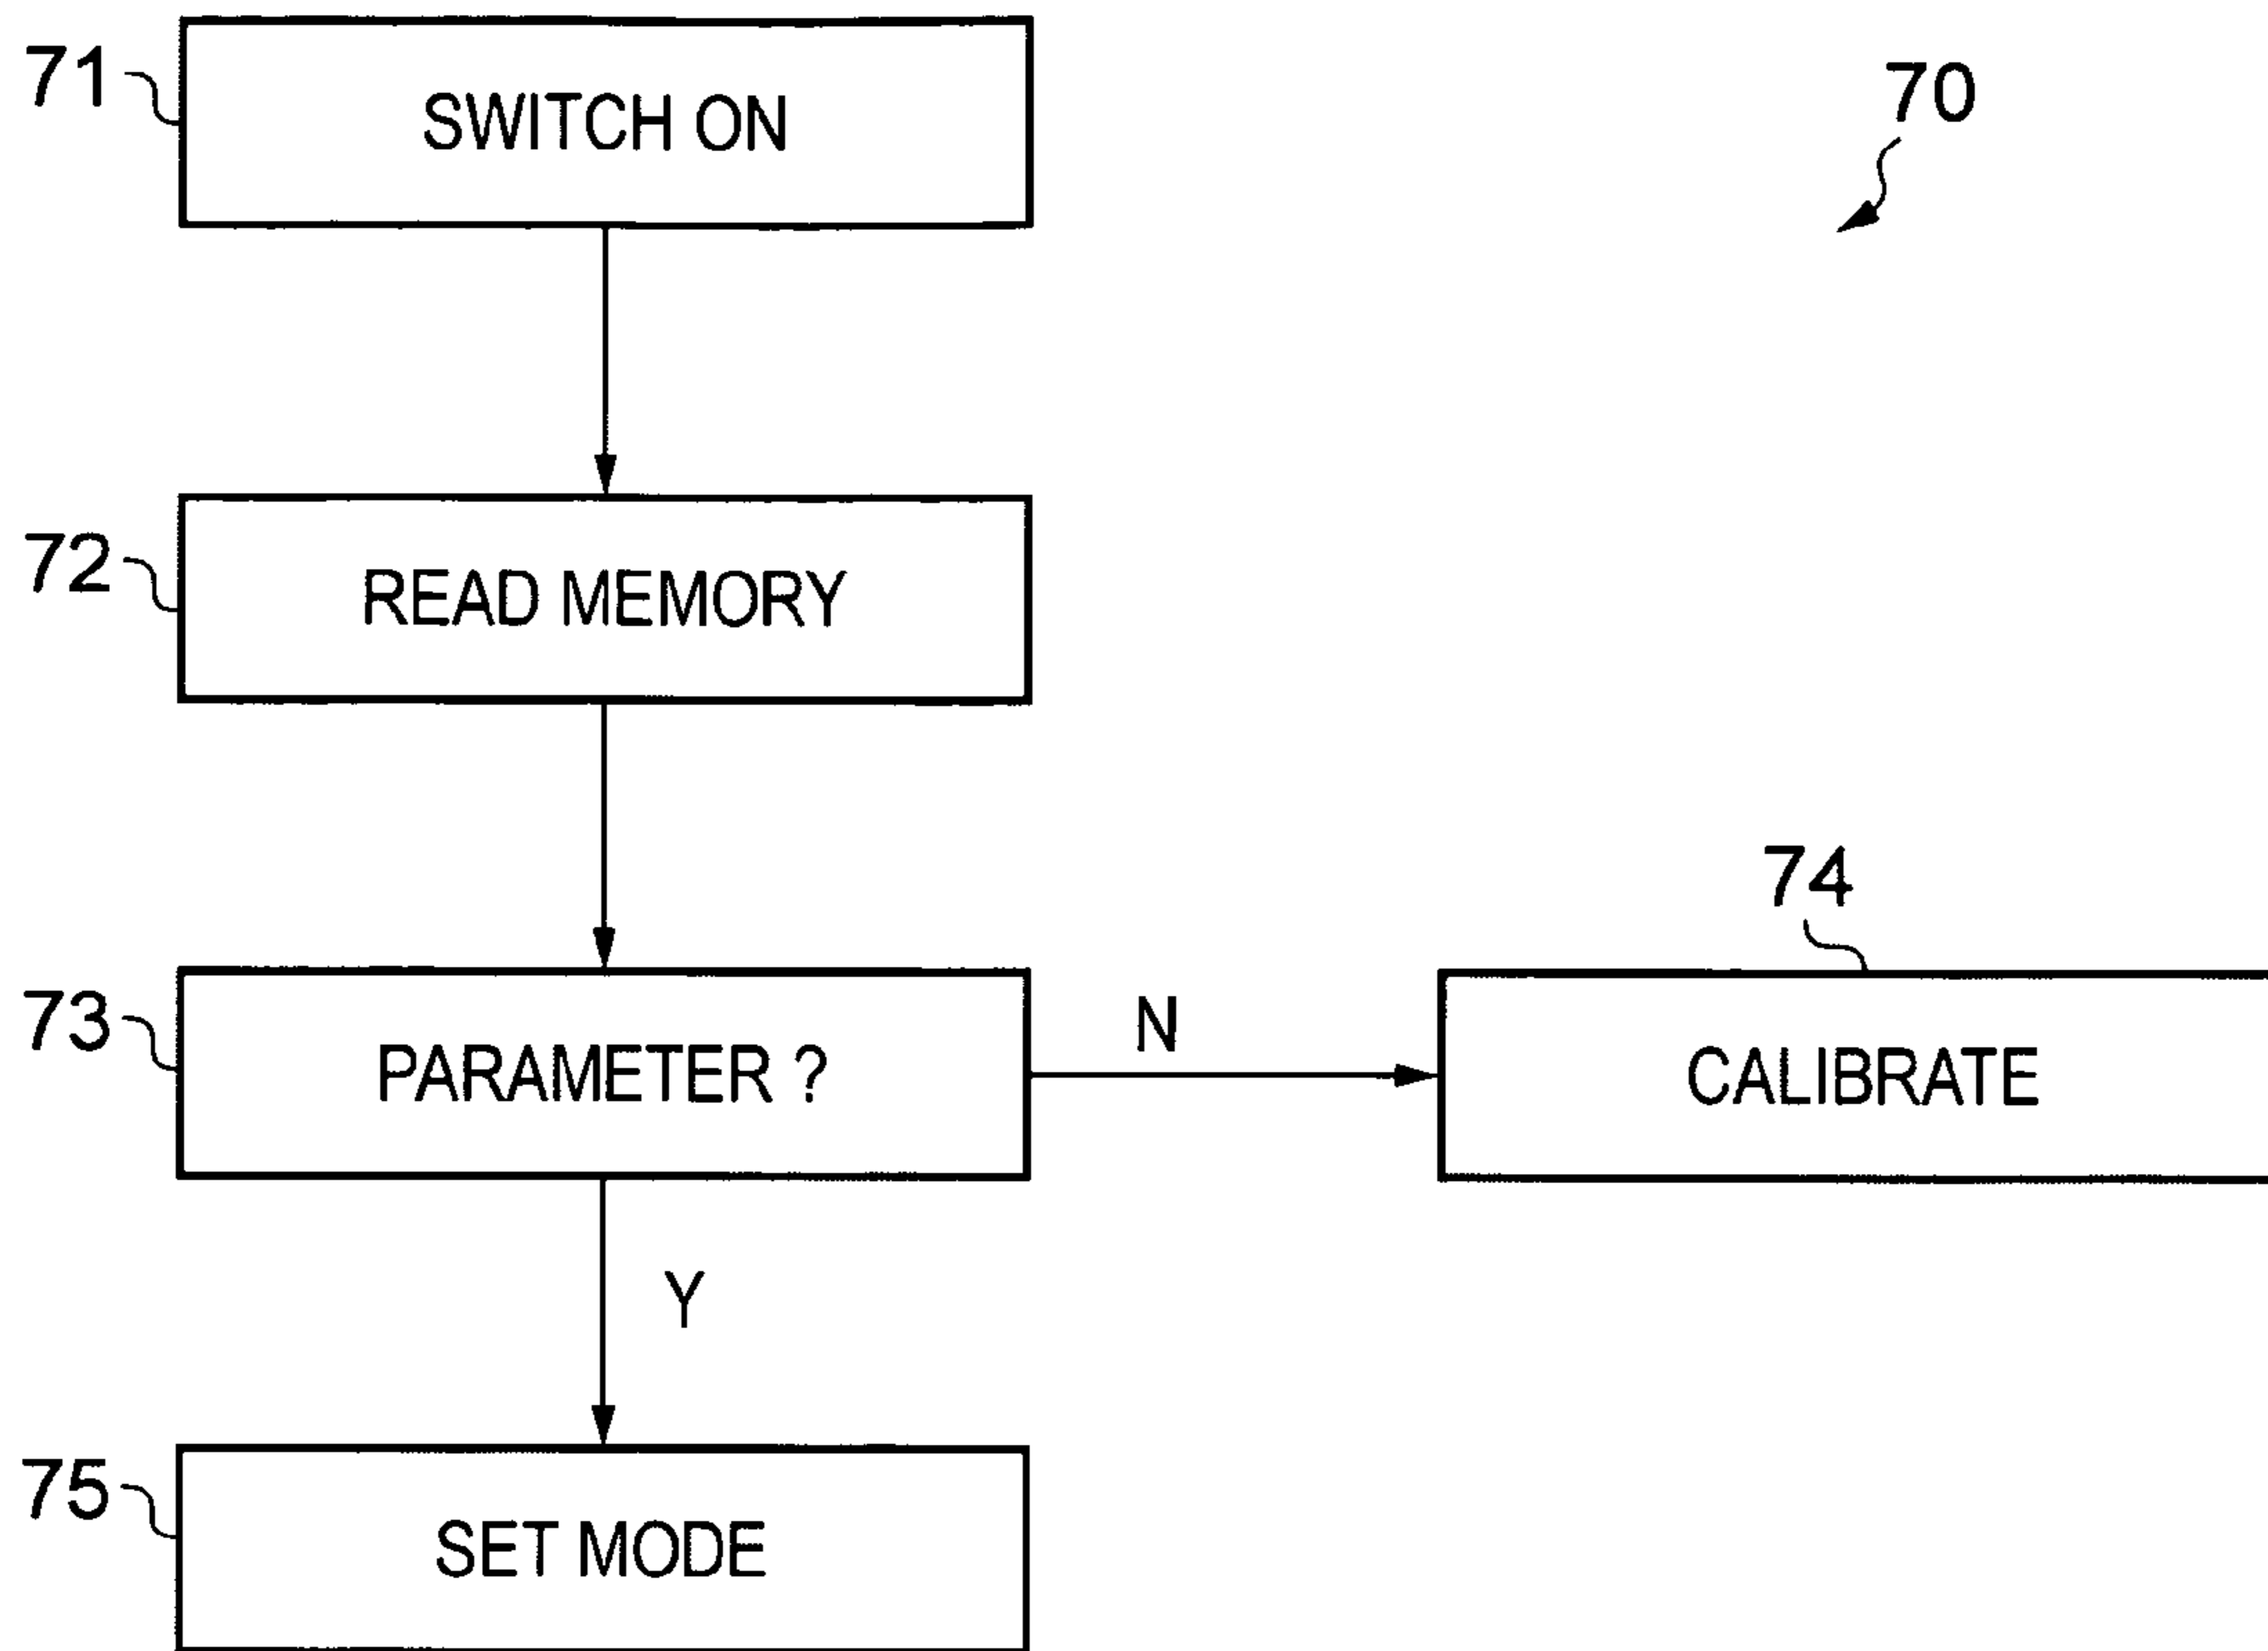 71
SWITCH ON
70
72
READ MEMORY
74
73
PARAMETER ?
N
CALIBRATE
Y
75
SET MODE